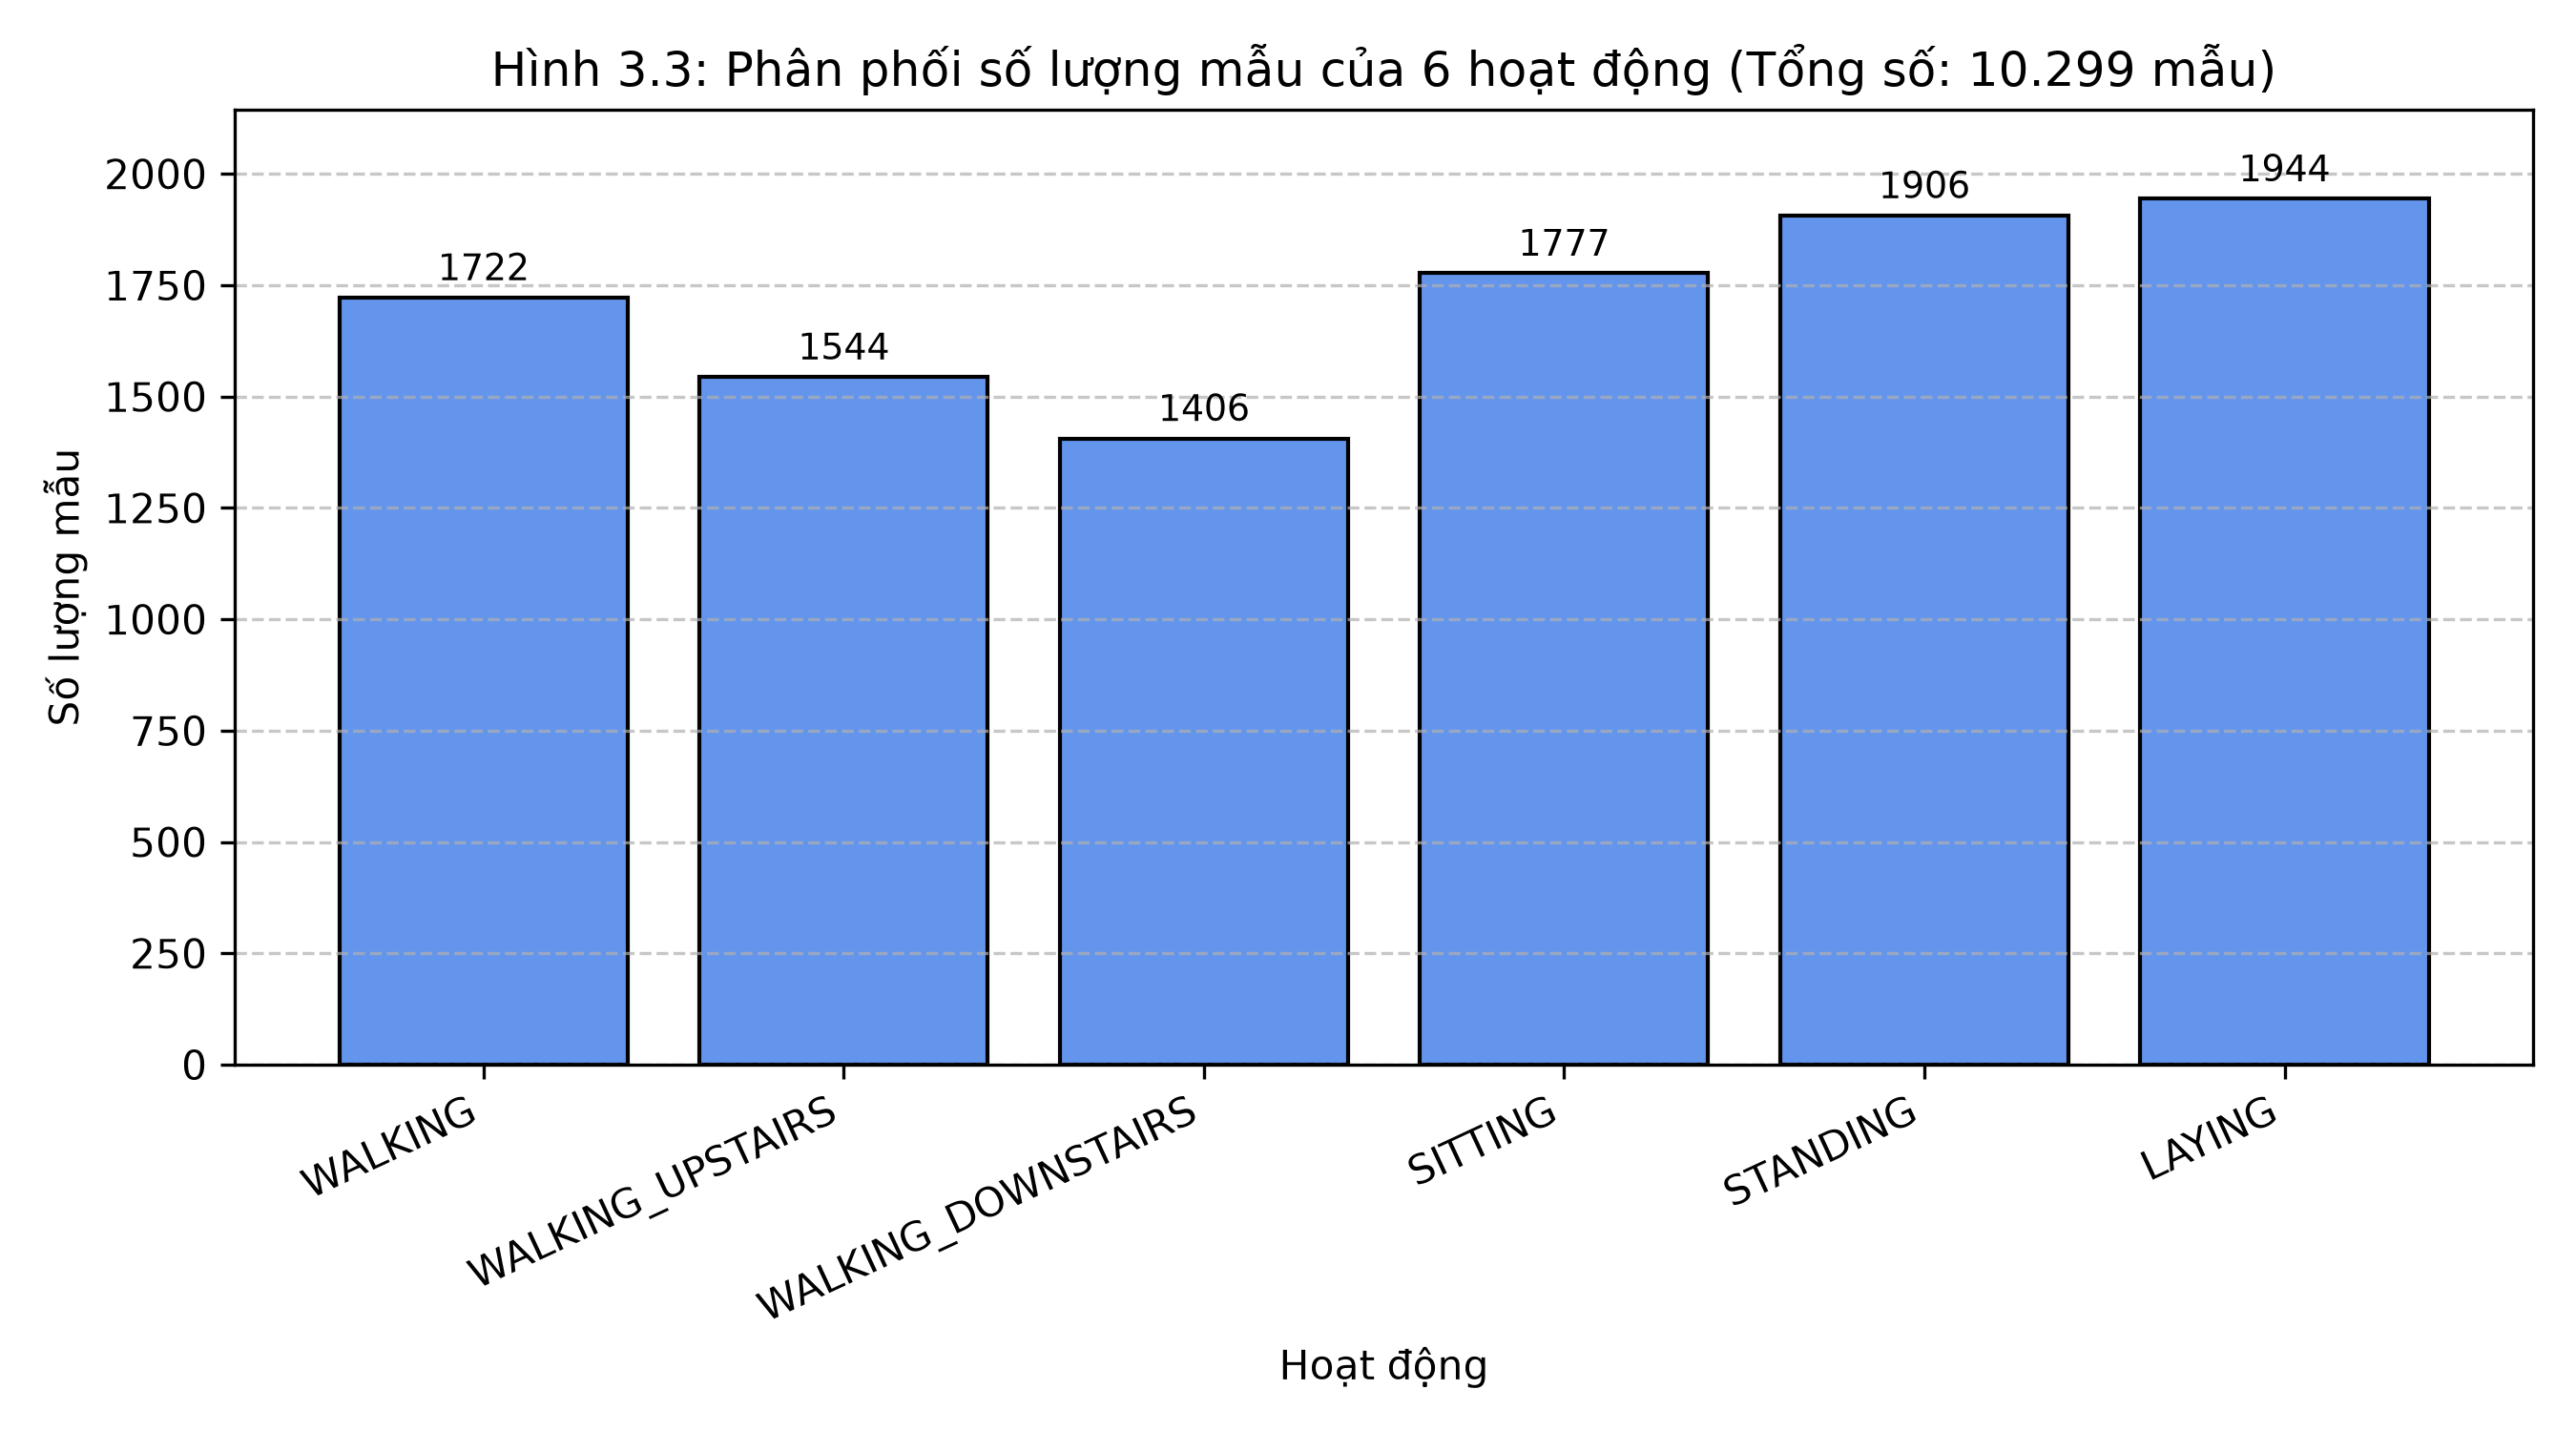 Hình 3.3: Phân phối số lượng mẫu của 6 hoạt động (Tổng số: 10.299 mẫu)
Số lượng mẫu
2000
1750
1500
1250
1000
750
500
250
0
1722
1544
1406
1777
1906
1944
WALKING
WALKING_UPSTAIRS
WALKING_DOWNSTAIRS
SITTING
STANDING
LAYING
Hoạt động